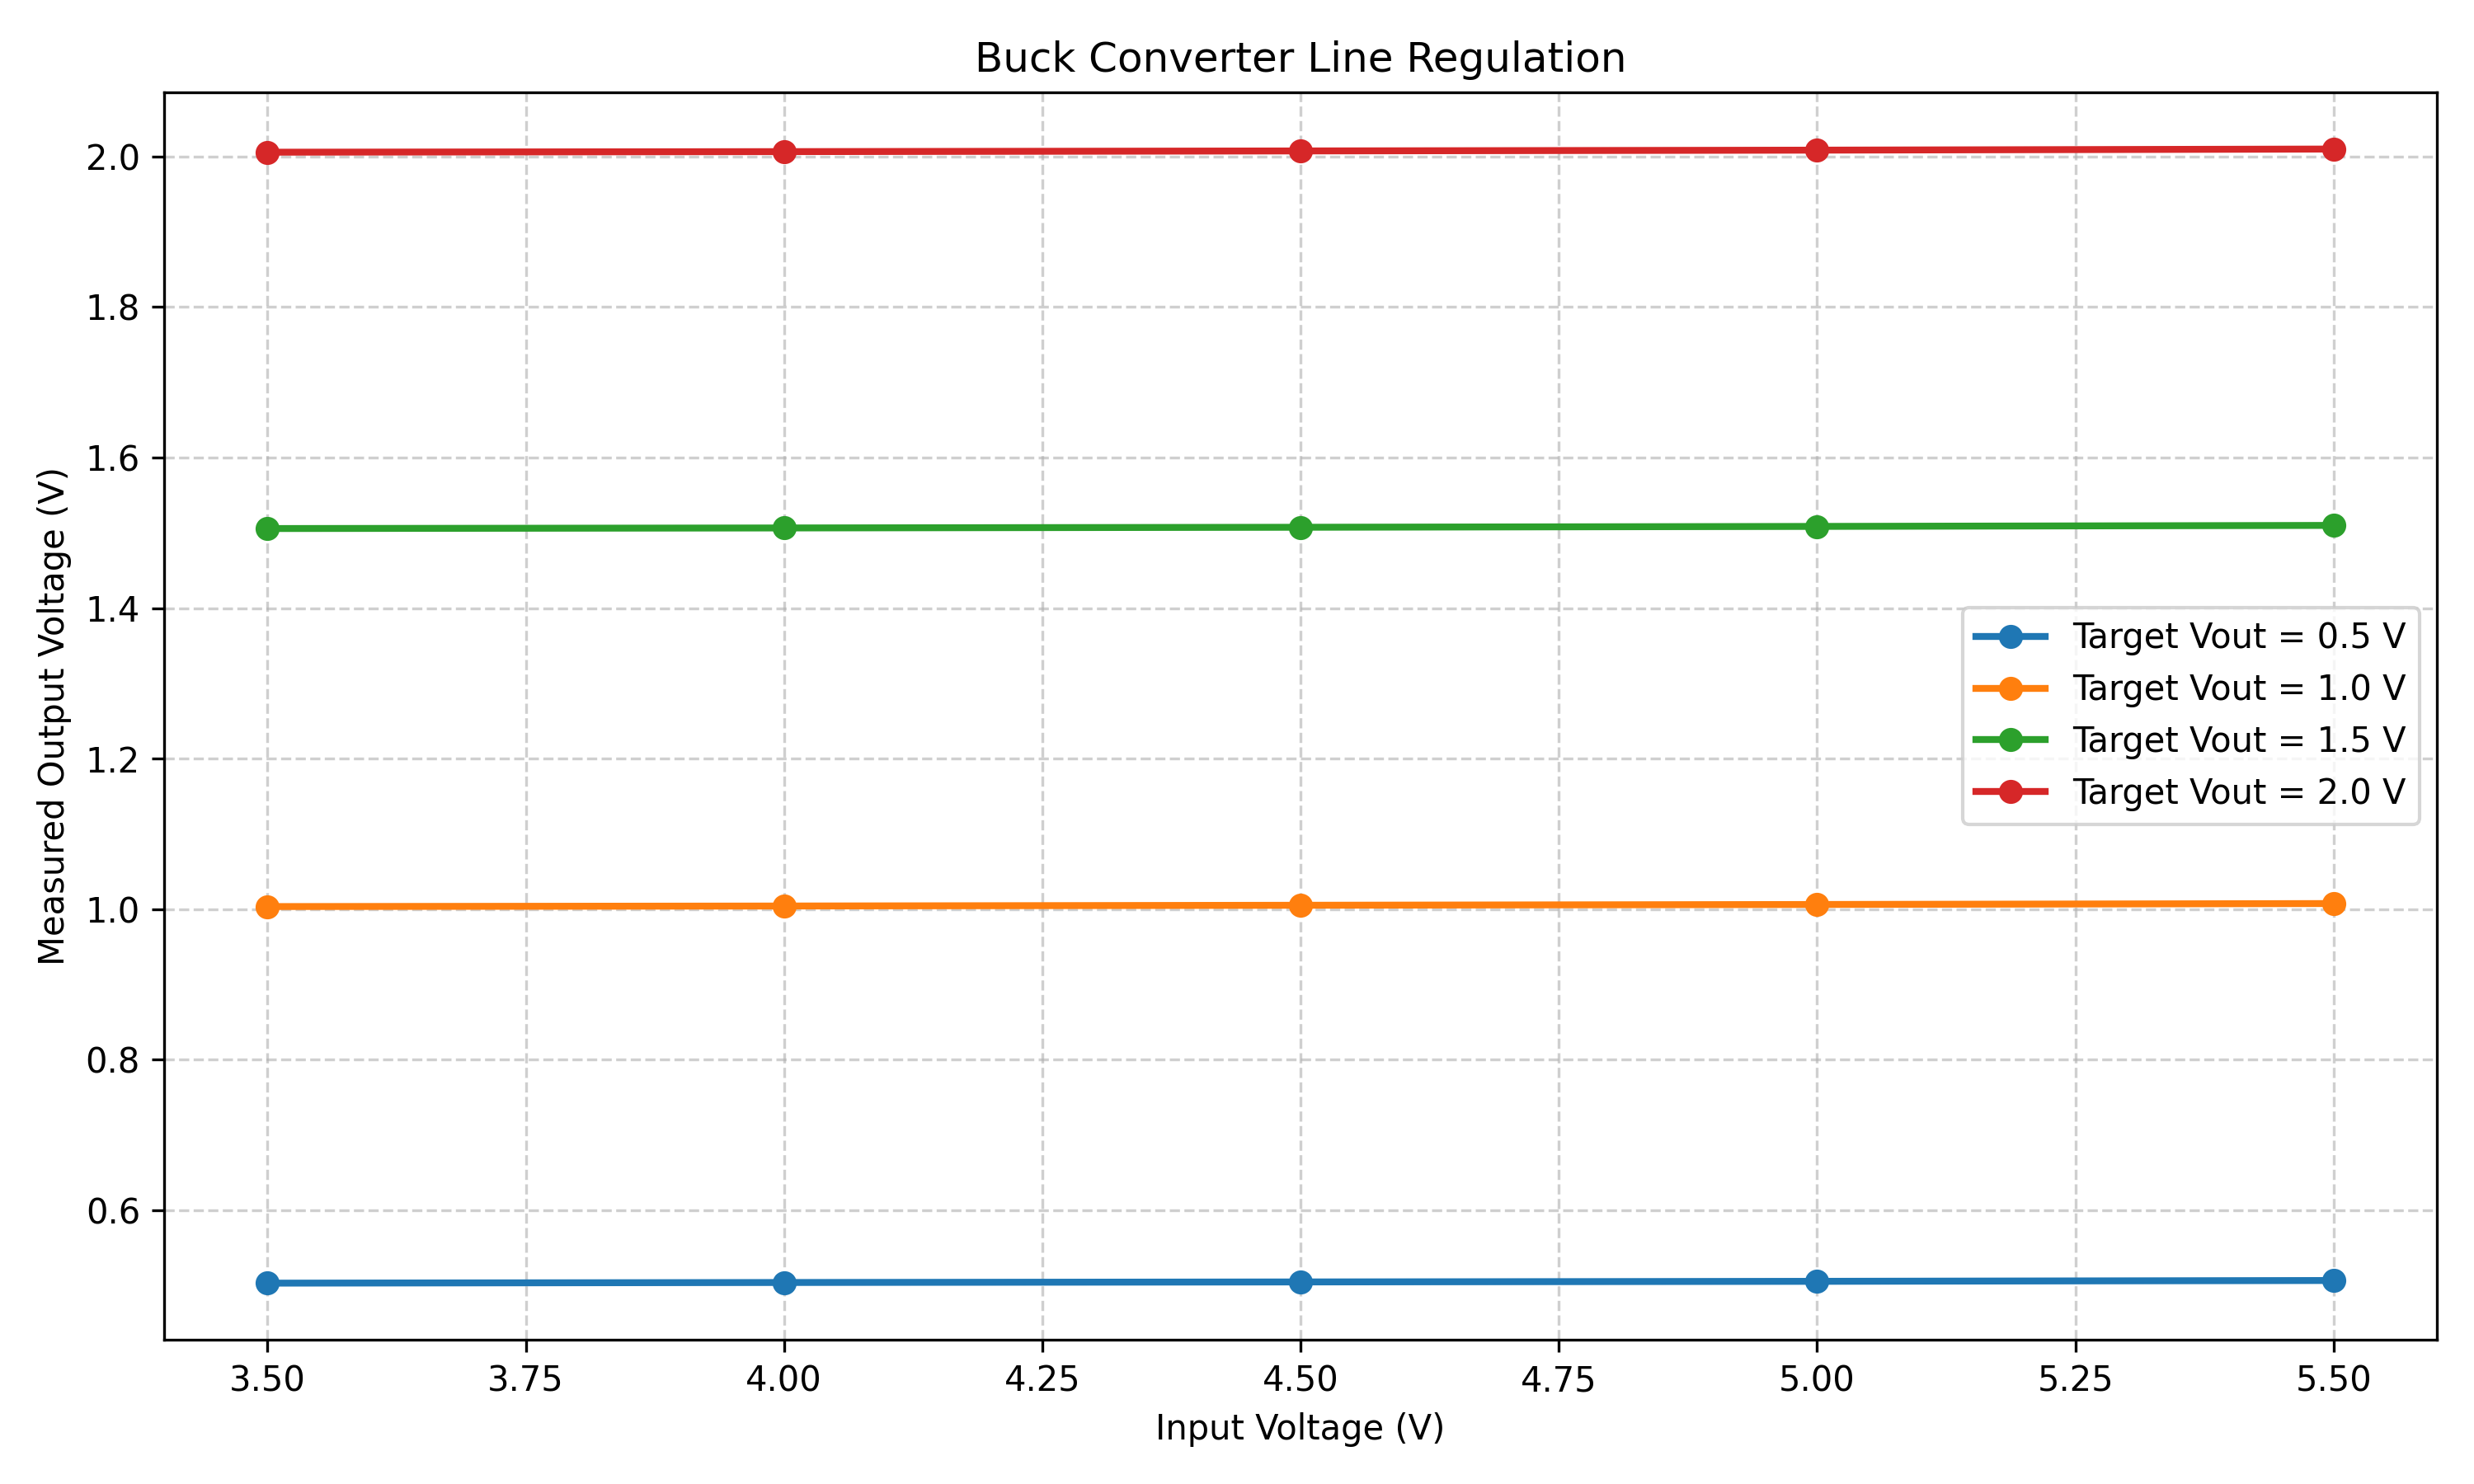 Buck Converter Line Regulation
Measured Output Voltage (V)
2.0
1.8
1.6
1.4
1.2
1.0
0.8
0.6
Target Vout = 0.5 V
Target Vout = 1.0 V
Target Vout = 1.5 V
Target Vout = 2.0 V
3.50 3.75 4.00 4.25 4.50 4.75 5.00 5.25 5.50
Input Voltage (V)